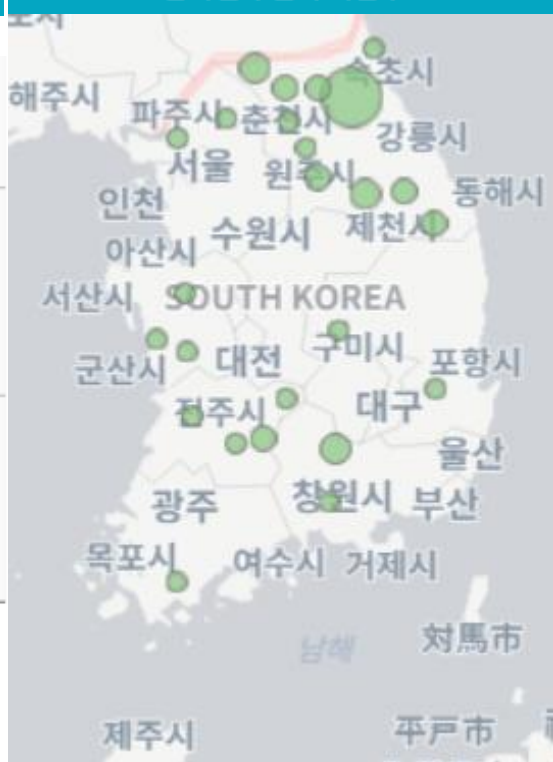 해주시
속초시
파주시
춘천시
강릉시
서울
원주시
동해시
인천
수원시
제천시
아산시
서산시
SOUTH KOREA
군산시
대전
구미시
포항시
전주시
대구
울산
광주
창원시
부산
목포시
여수시
거제시
남해
対馬市
제주시
平戸市